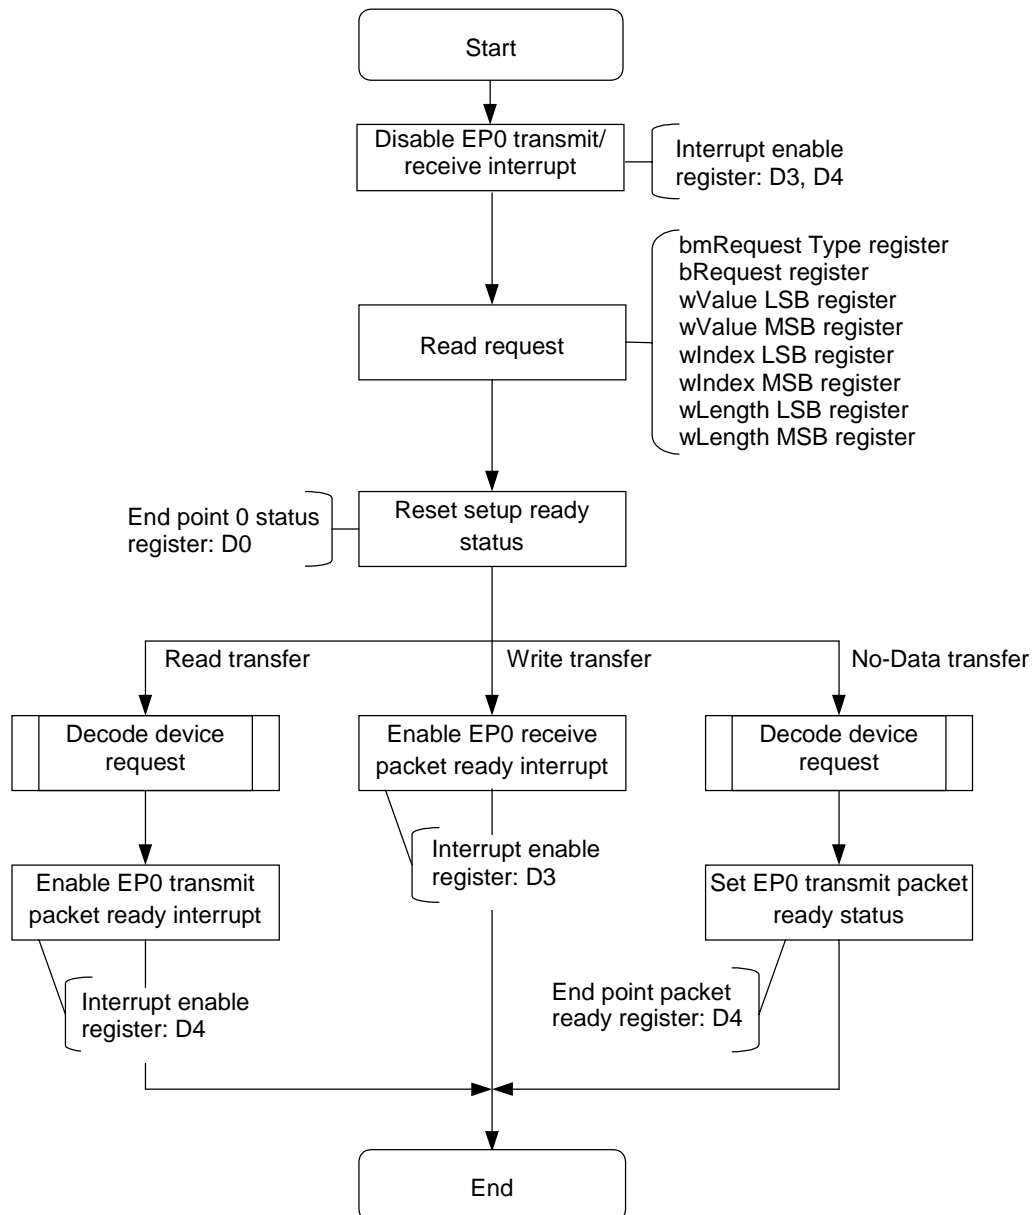 Start
Disable EP0 transmit/
receive interrupt
Interrupt enable
register: D3, D4
bmRequest Type register
bRequest register
wValue LSB register
wValue MSB register
wIndex LSB register
wIndex MSB register
wLength LSB register
wLength MSB register
Read request
End point 0 status
register: D0
Reset setup ready
status
Read transfer
Write transfer
No-Data transfer
Decode device
request
Enable EP0 receive
packet ready interrupt
Decode device
request
Interrupt enable
register: D3
Enable EP0 transmit
packet ready interrupt
Set EP0 transmit packet
ready status
Interrupt enable
register: D4
End point packet
ready register: D4
End